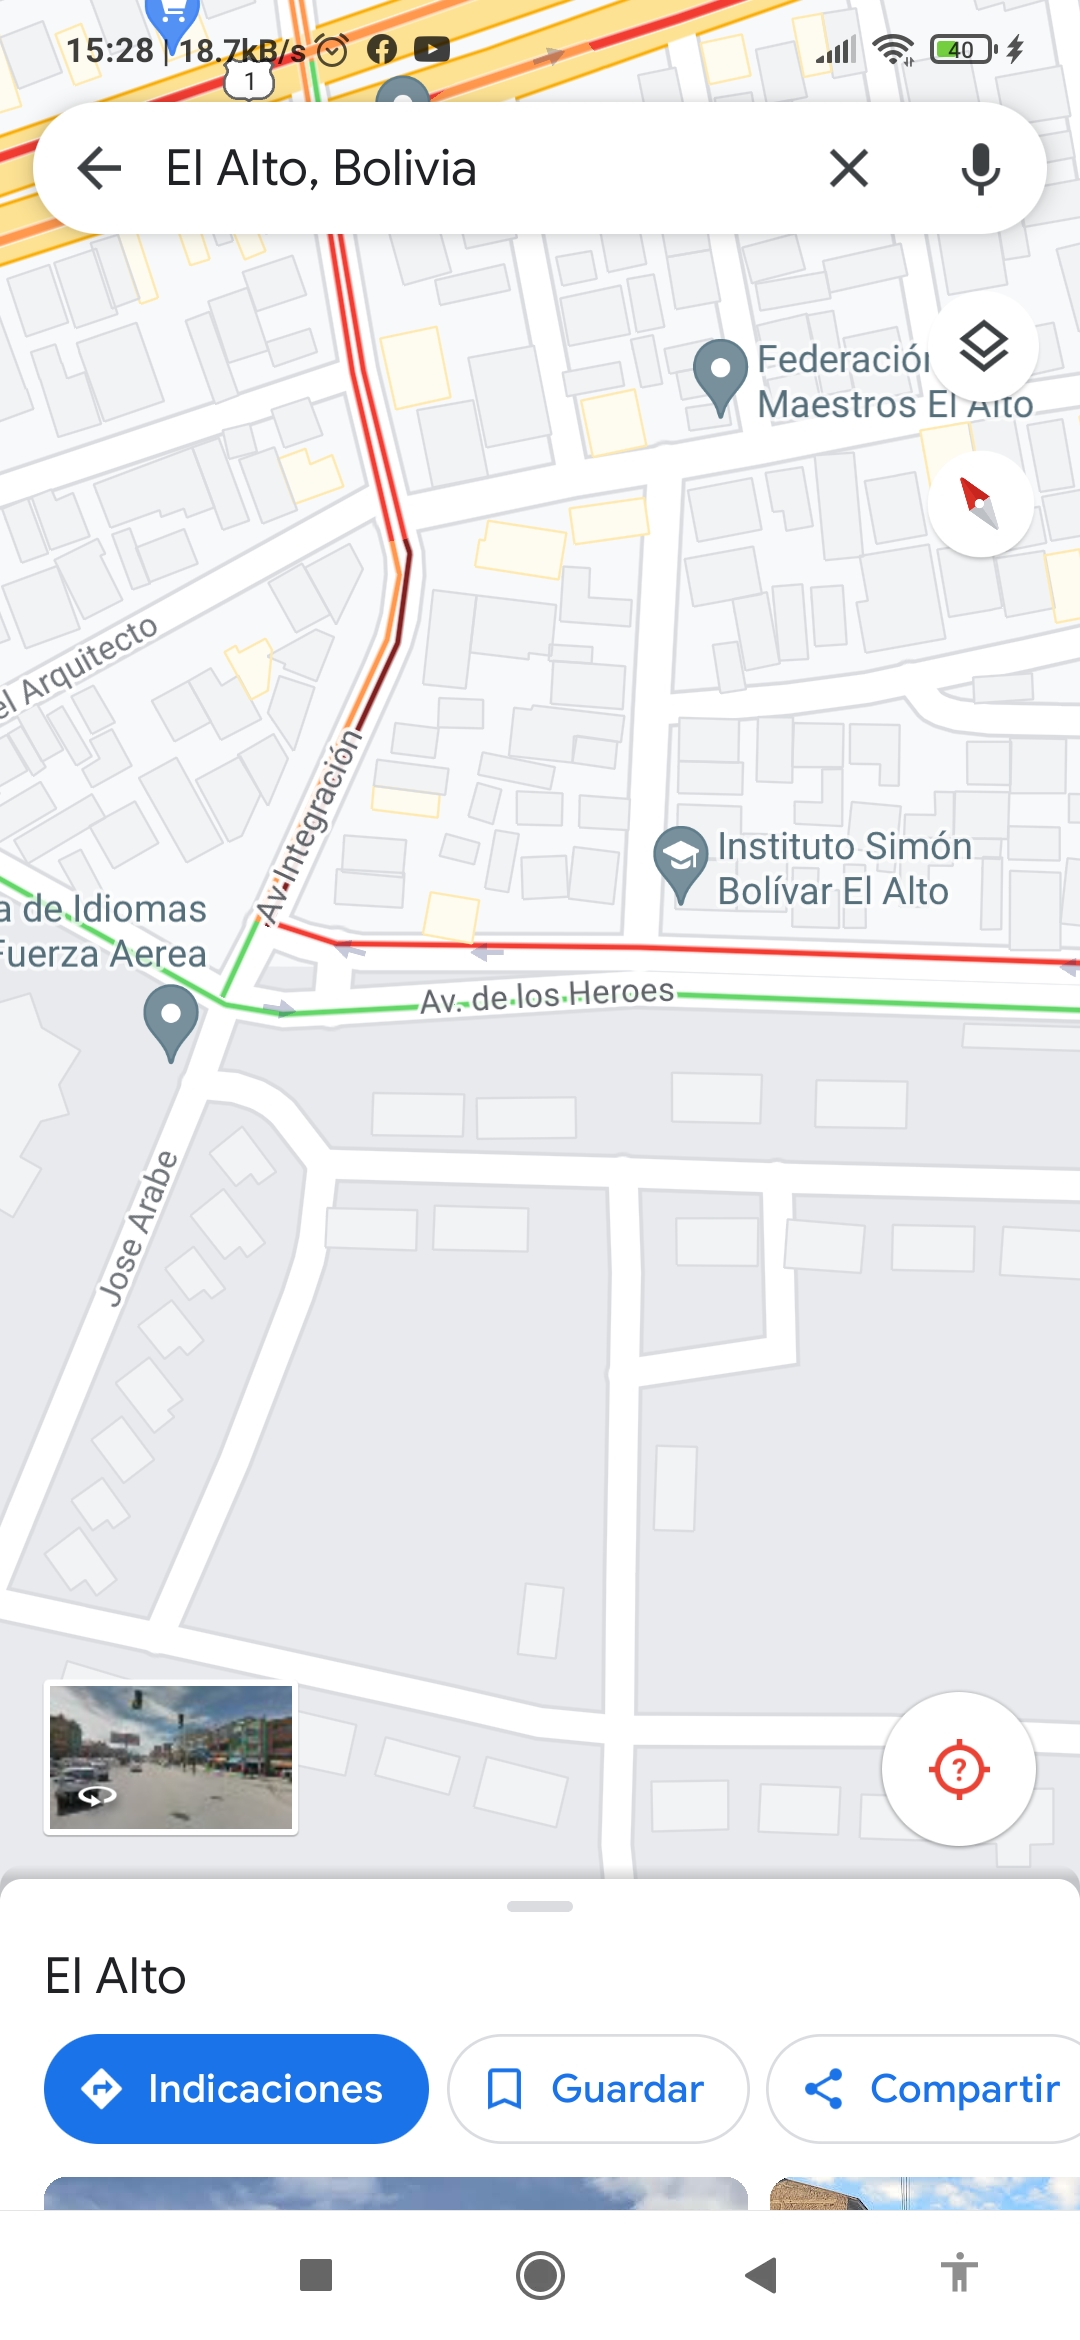 15:28 | 18.7kB/s
40
1
El Alto, Bolivia
Federación
Maestros El Alto
el Arquitecto
Av. Integración
Instituto Simón
Bolívar El Alto
a de Idiomas
Fuerza Aerea
Av. de los Heroes
Jose Arabe
?
El Alto
Indicaciones
Guardar
Compartir